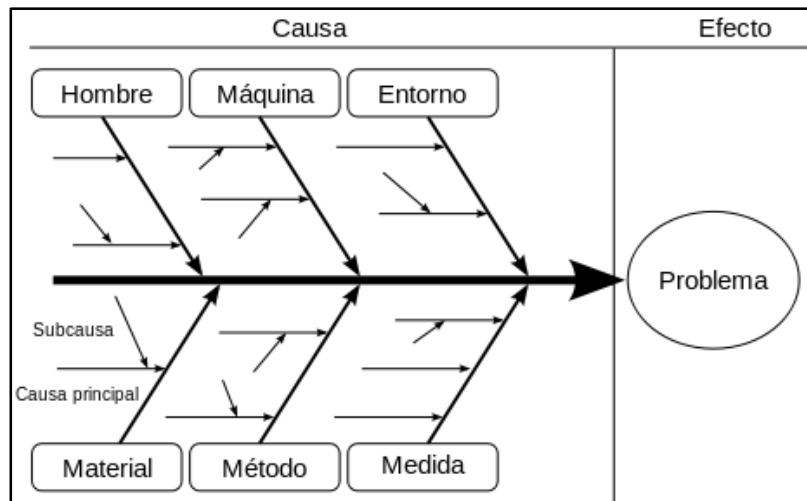 Causa
Efecto
Hombre
Máquina
Entorno
Problema
Subcausa
Causa principal
Material
Método
Medida